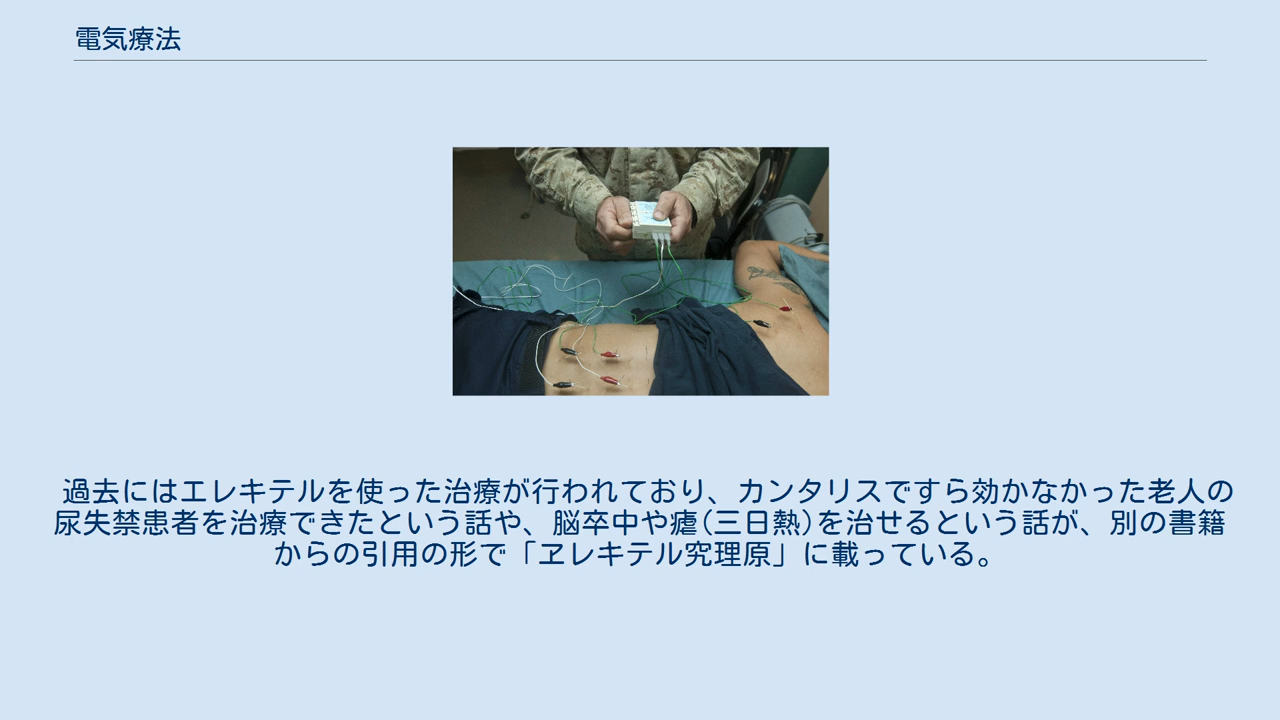 電気療法
過去にはエレキテルを使った治療が行われており、カンタリスですら効かなかった老人の
尿失禁患者を治療できたという話や、脳卒中や瘧(三日熱)を治せるという話が、別の書籍
からの引用の形で「ヱレキテル究理原」に載っている。